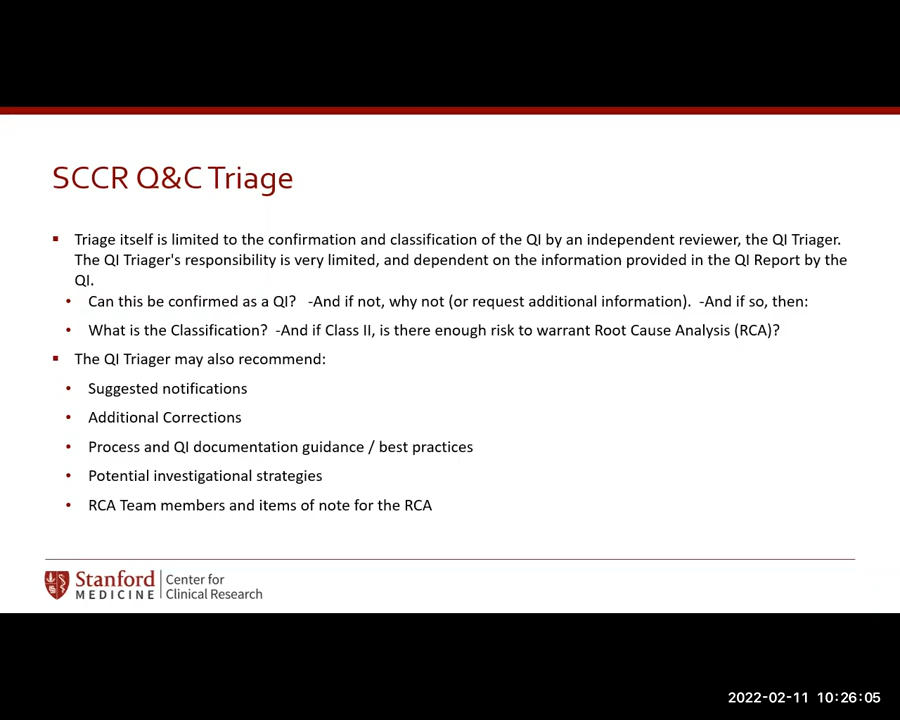 SCCR Q&C Triage
Triage itself is limited to the confirmation and classification of the QI by an independent reviewer, the QI Triager.
The QI Triager's responsibility is very limited, and dependent on the information provided in the QI Report by the
QI.
Can this be confirmed as a QI?   -And if not, why not (or request additional information).  -And if so, then:
What is the Classification?  -And if Class II, is there enough risk to warrant Root Cause Analysis (RCA)?
The QI Triager may also recommend:
Suggested notifications
Additional Corrections
Process and QI documentation guidance / best practices
Potential investigational strategies
RCA Team members and items of note for the RCA
Stanford
MEDICINE
Center for
Clinical Research
2022-02-11 10:26:05